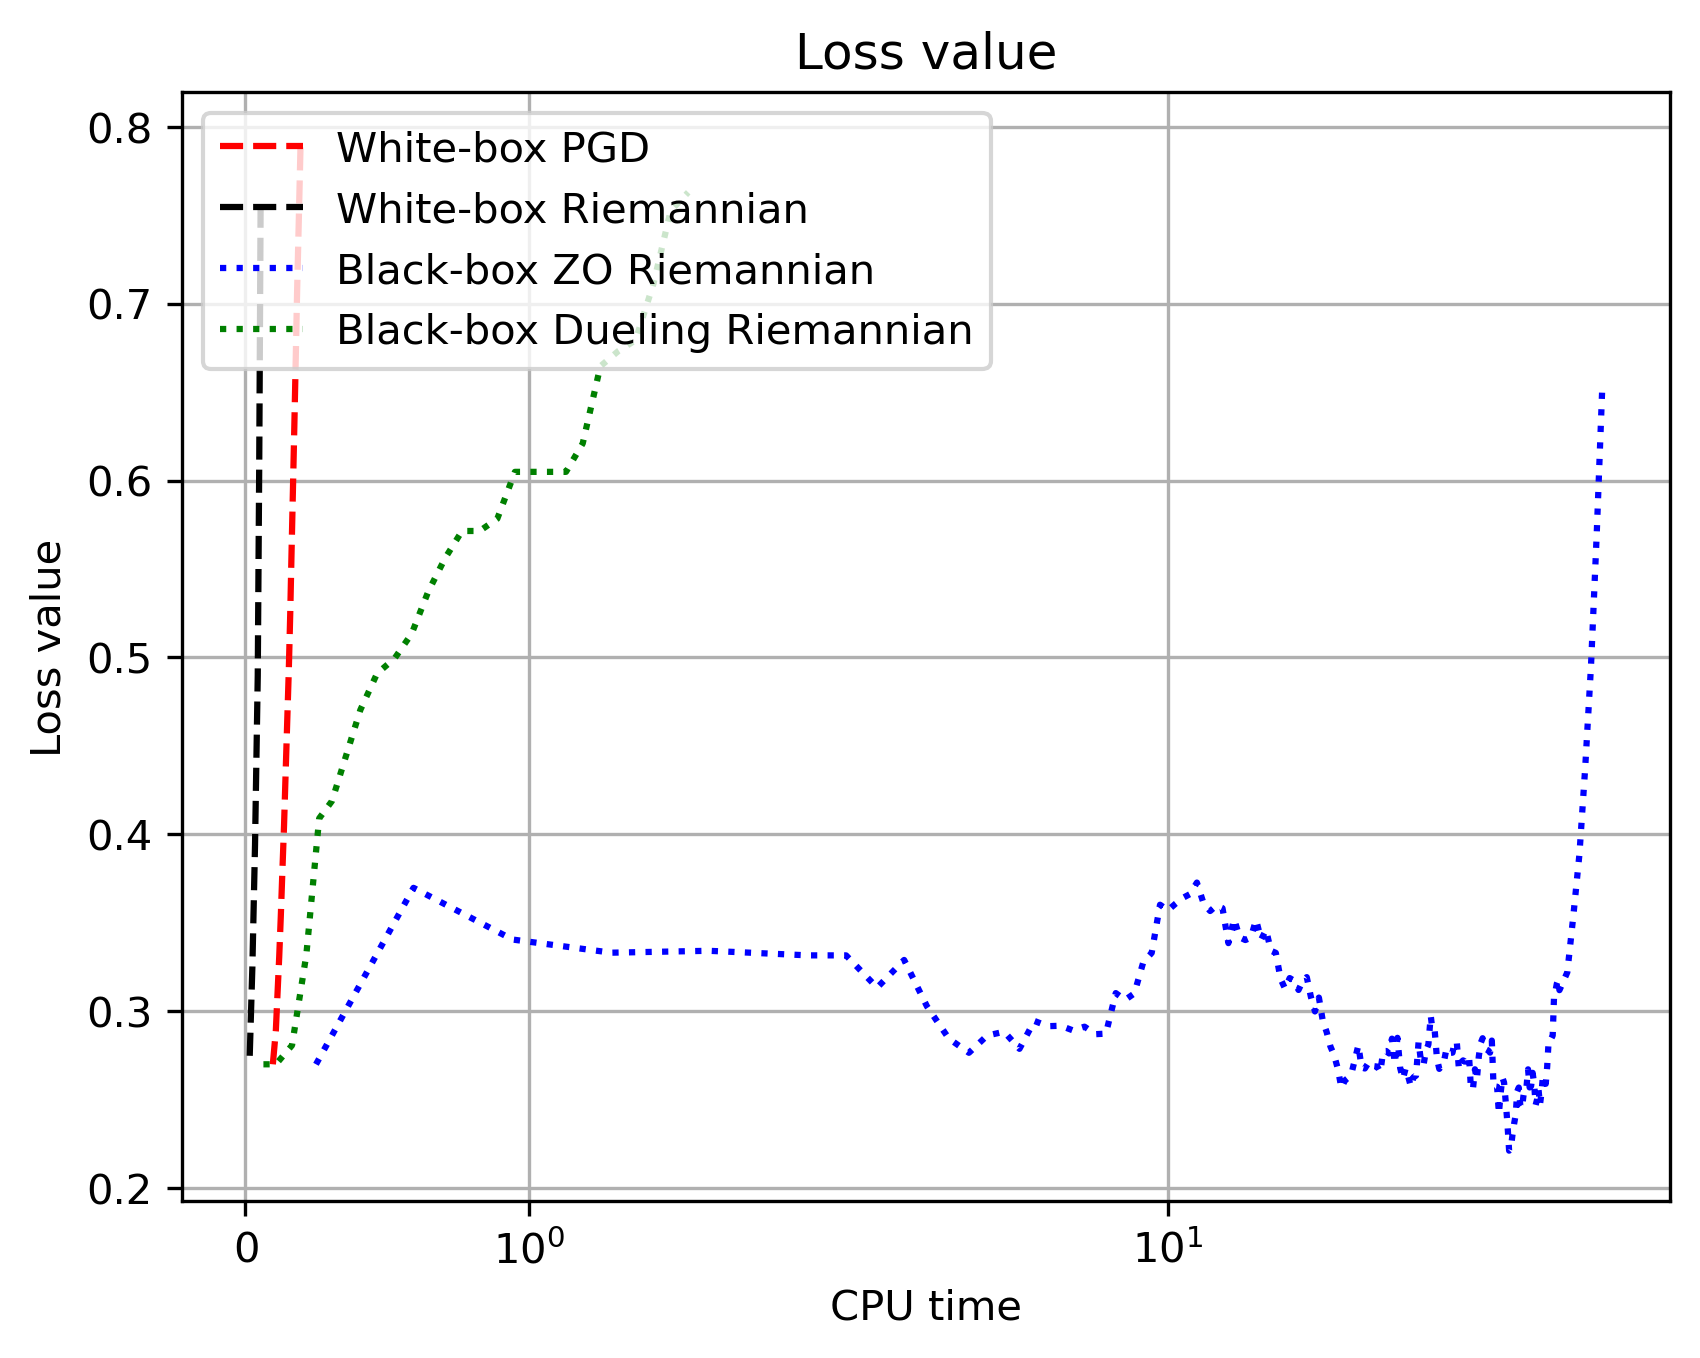 Loss value
0.8
White-box PGD
White-box Riemannian
Black-box ZO Riemannian
0.7
Black-box Dueling Riemannian
0.6
Loss value
0.5
0.4
0.3
0.2
0 10⁰ 10¹
CPU time